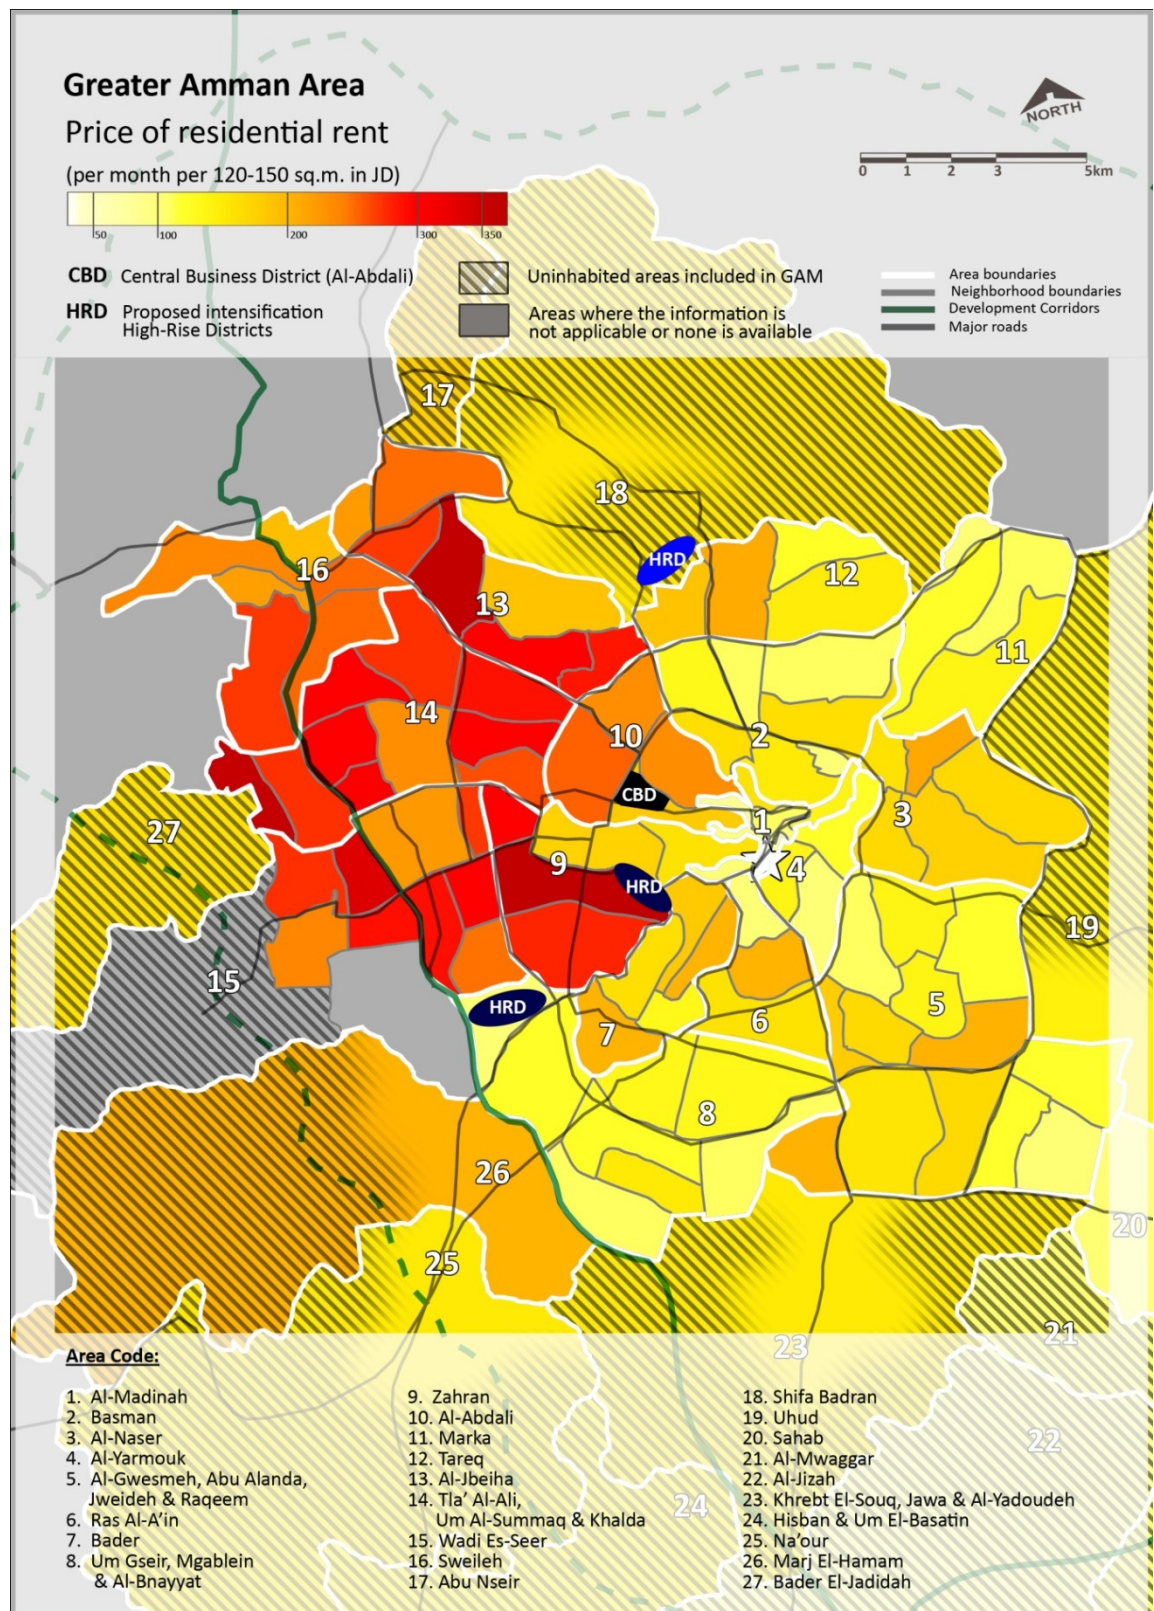 Greater Amman Area
Price of residential rent
(per month per 120-150 sq.m. in JD)
50 100 200 300 350
NORTH
0 1 2 3 5km
CBD Central Business District (Al-Abdali)
HRD Proposed intensification
High-Rise Districts
Uninhabited areas included in GAM
Areas where the information is
not applicable or none is available
Area boundaries
Neighborhood boundaries
Development Corridors
Major roads
17
18
HRD
16
12
13
11
14
10
2
CBD
1
3
27
9
4
HRD
19
15
HRD
5
7
6
8
26
20
25
21
23
22
24
Area Code:
1. Al-Madinah
2. Basman
3. Al-Naser
4. Al-Yarmouk
5. Al-Gwesmeh, Abu Alanda,
Jweideh & Raqeem
6. Ras Al-A’in
7. Bader
8. Um Gseir, Mgablein
& Al-Bnayyat
9. Zahran
10. Al-Abdali
11. Marka
12. Tareq
13. Al-Jbeiha
14. Tla’ Al-Ali,
Um Al-Summaq & Khalda
15. Wadi Es-Seer
16. Sweileh
17. Abu Nseir
18. Shifa Badran
19. Uhud
20. Sahab
21. Al-Mwaggar
22. Al-Jizah
23. Khrebt El-Souq, Jawa & Al-Yadoudeh
24. Hisban & Um El-Basatin
25. Na’our
26. Marj El-Hamam
27. Bader El-Jadidah